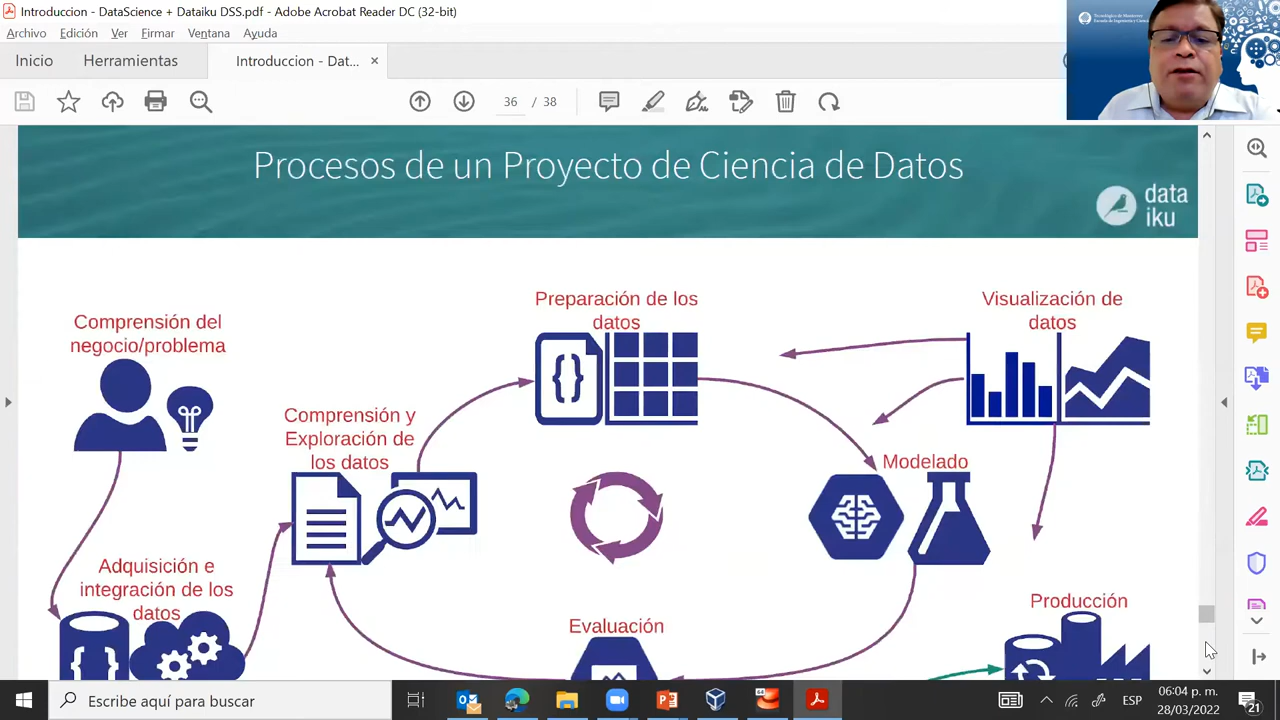 Introduccion - DataScience + Dataiku DSS.pdf - Adobe Acrobat Reader DC (32-bit)
Archivo Edición Ver Firmar Ventana Ayuda
Inicio Herramientas Introduccion - Dat... ×
36 / 38
Tecnológico de Monterrey
Procesos de un Proyecto de Ciencia de Datos
data
iku
Comprensión del
negocio/problema
Preparación de los
datos
Visualización de
datos
Comprensión y
Exploración de
los datos
Modelado
Adquisición e
integración de los
datos
Evaluación
Producción
Escribe aquí para buscar
ESP
06:04 p. m.
28/03/2022
21